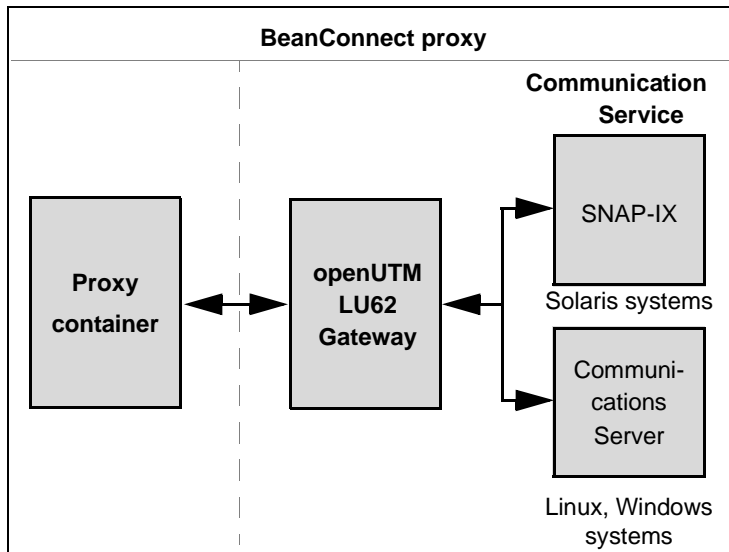 BeanConnect proxy
Communication
Service
Proxy
container
openUTM
LU62
Gateway
SNAP-IX
Solaris systems
Communi-
cations
Server
Linux, Windows
systems